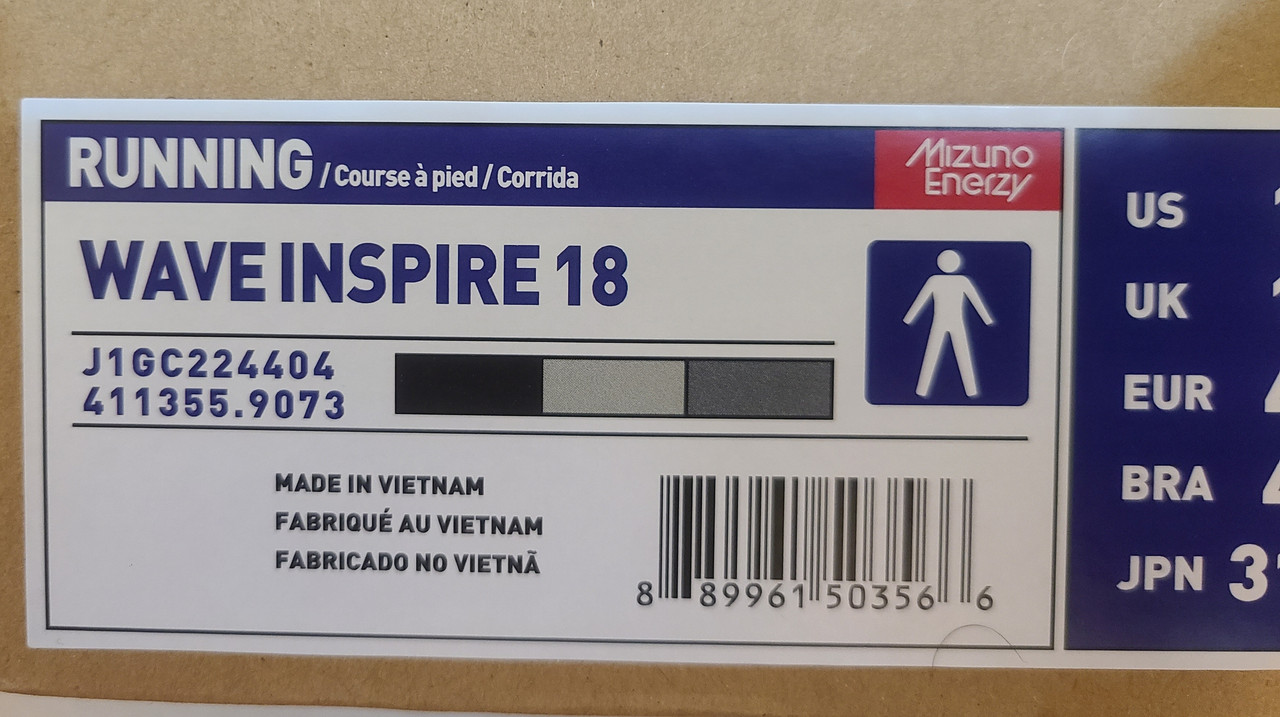 RUNNING / Course à pied / Corrida
Mizuno
Enerzy
WAVE INSPIRE 18
J1GC224404
411355.9073
MADE IN VIETNAM
FABRIQUÉ AU VIETNAM
FABRICADO NO VIETNÃ
8 89961 50356 6
US
UK
EUR
BRA
JPN